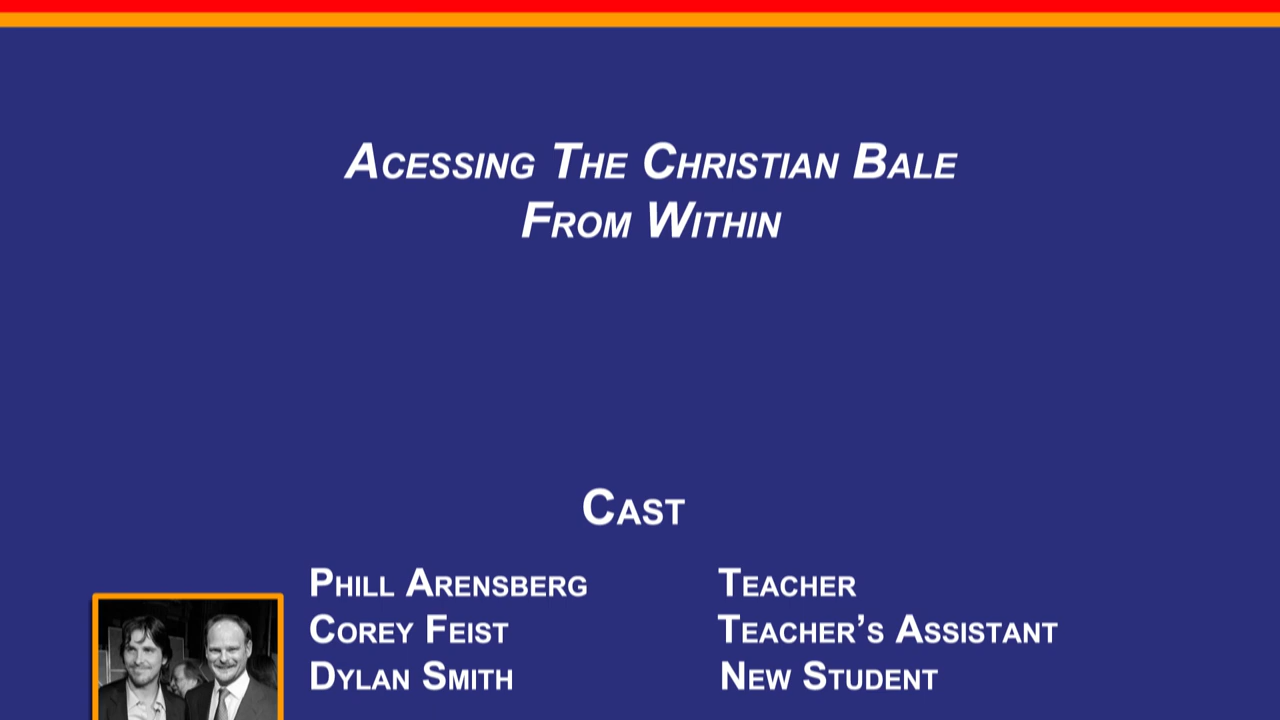 Acessing The Christian Bale
From Within
Cast
Phill Arensberg Teacher
Corey Feist Teacher’s Assistant
Dylan Smith New Student